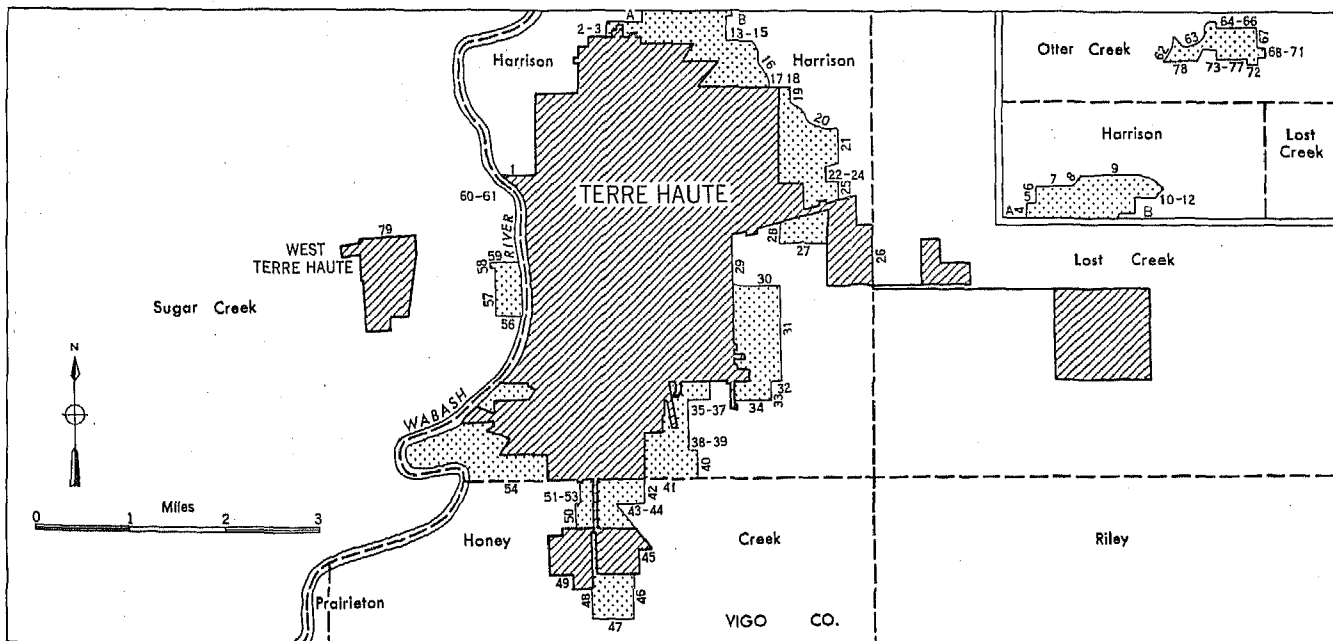 A
B
2-3
13-15
Harrison
Harrison
16
17
18
19
20
21
22-24
25
1
60-61
TERRE HAUTE
RIVER
79
WEST
TERRE HAUTE
59
58
57
56
28
27
26
29
30
31
32
33
34
35-37
38-39
40
Sugar Creek
N
WABASH
54
51-53
50
42
41
43-44
45
49
48
46
47
Miles
0 1 2 3
Honey
Creek
Riley
Prairieton
VIGO CO.
Otter Creek
62
63
64-66
67
68-71
72
73-77
78
Harrison
Lost
Creek
A
4
5
6
7
8
9
10-12
B
Lost Creek